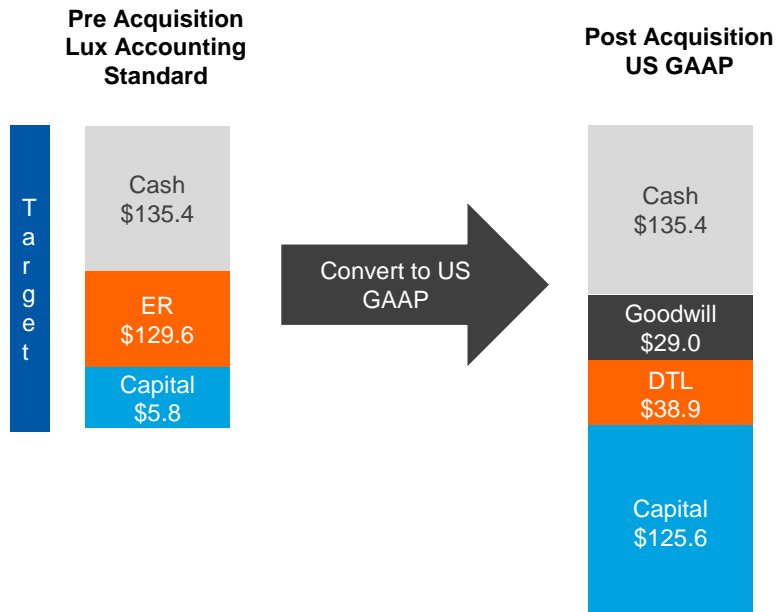 Pre Acquisition
Lux Accounting
Standard
Post Acquisition
US GAAP
Target
Cash
$135.4
ER
$129.6
Capital
$5.8
Convert to US
GAAP
Cash
$135.4
Goodwill
$29.0
DTL
$38.9
Capital
$125.6